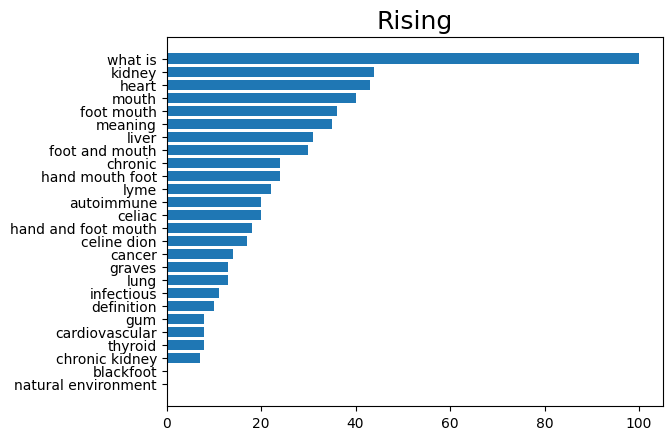 Rising
what is
kidney
heart
mouth
foot mouth
meaning
liver
foot and mouth
chronic
hand mouth foot
lyme
autoimmune
celiac
hand and foot mouth
celine dion
cancer
graves
lung
infectious
definition
gum
cardiovascular
thyroid
chronic kidney
blackfoot
natural environment
0 20 40 60 80 100